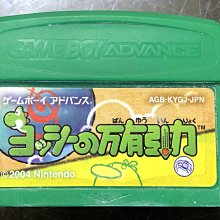 GAME BOY ADVANCE
ゲームボーイ アドバンス
AGB-KYGJ-JPN
ばん ゆう いん りょく
ヨッシーの万有引力
TM
©2004 Nintendo